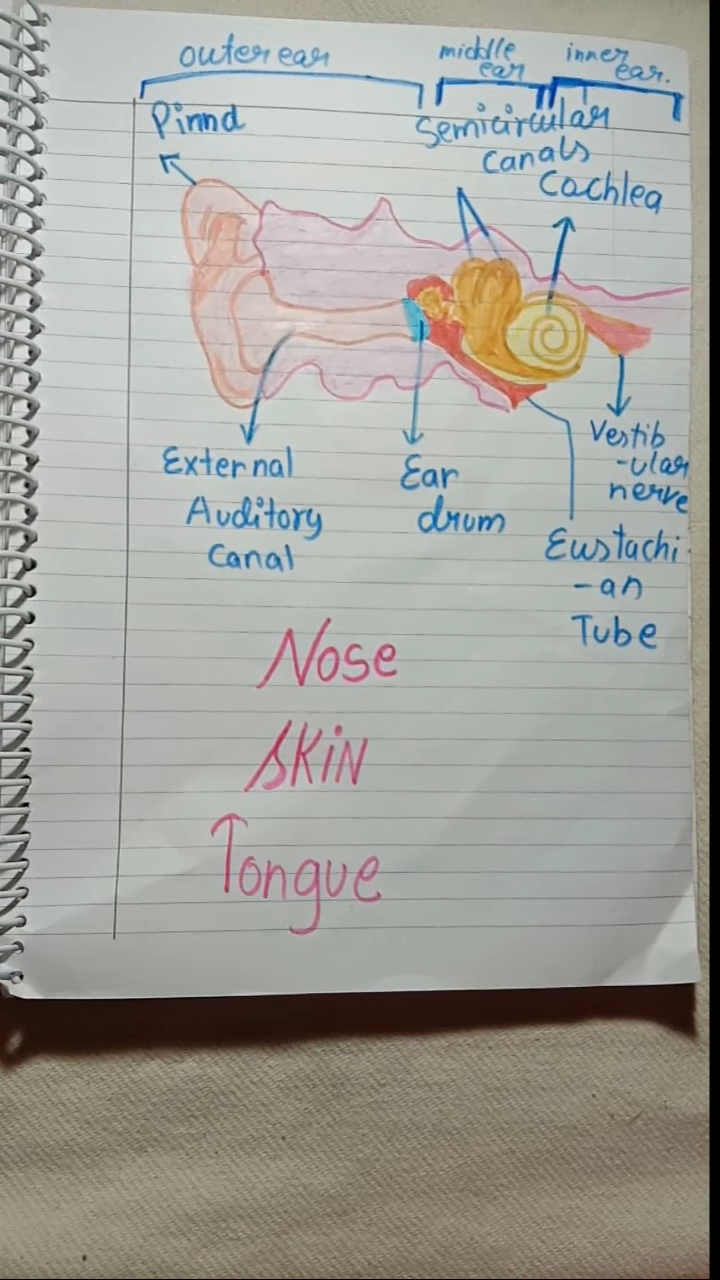 outer ear
middle
ear
inner
ear.
Pinnd
Semicircular
canals
Cochlea
External
Auditory
Canal
Ear
drum
Vestib
-ular
nerve
Eustachi
-an
Tube
Nose
SKiN
Tongue